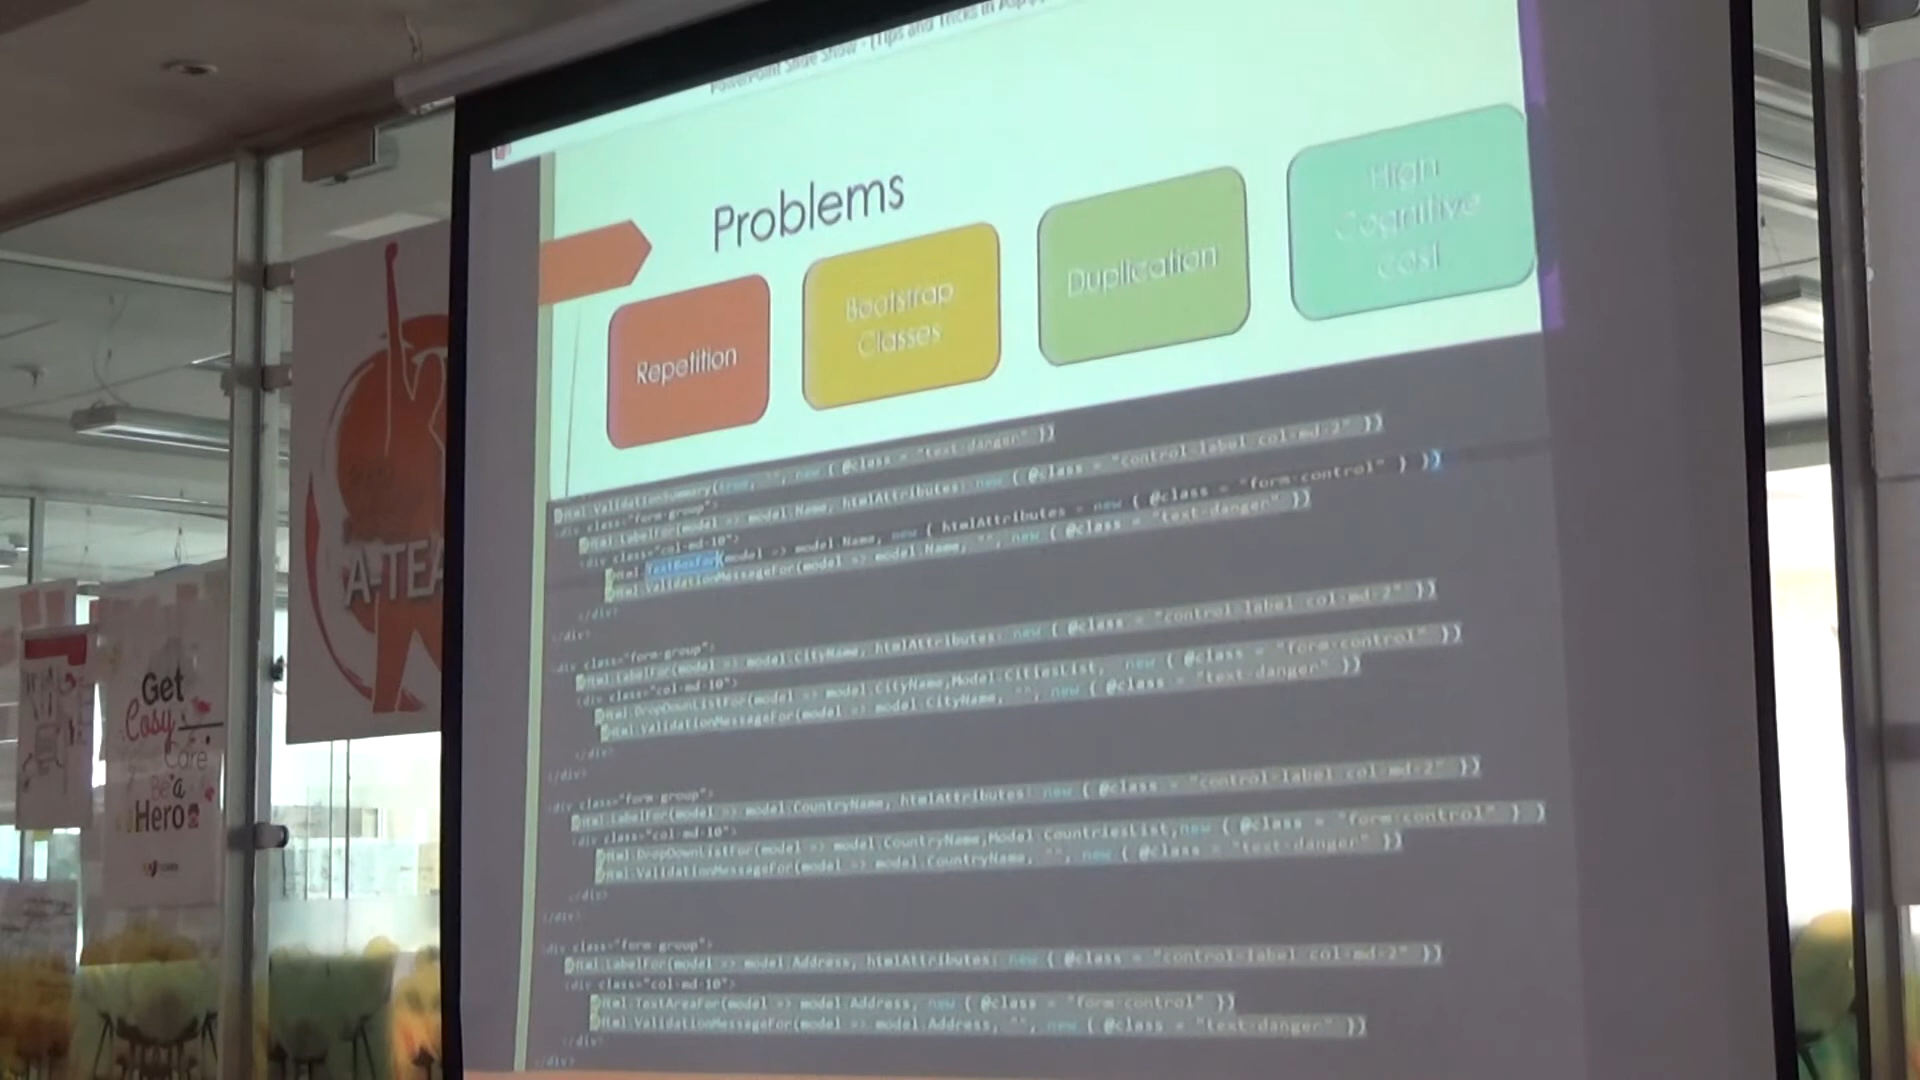 PowerPoint Slide Show - [Tips and Tricks in Asp
Problems
Repetition
Bootstrap
Classes
Duplication
High
Cognitive
cost
@Html.ValidationSummary(true, "", new { @class = "text-danger" })
<div class="form-group">
@Html.LabelFor(model => model.Name, htmlAttributes: new { @class = "control-label col-md-2" })
<div class="col-md-10">
@Html.TextBoxFor(model => model.Name, new { htmlAttributes = new { @class = "form-control" } })
@Html.ValidationMessageFor(model => model.Name, "", new { @class = "text-danger" })
</div>
</div>
<div class="form-group">
@Html.LabelFor(model => model.CityName, htmlAttributes: new { @class = "control-label col-md-2" })
<div class="col-md-10">
@Html.DropDownListFor(model => model.CityName,Model.CitiesList, new { @class = "form-control" })
@Html.ValidationMessageFor(model => model.CityName, "", new { @class = "text-danger" })
</div>
</div>
<div class="form-group">
@Html.LabelFor(model => model.CountryName, htmlAttributes: new { @class = "control-label col-md-2" })
<div class="col-md-10">
@Html.DropDownListFor(model => model.CountryName,Model.CountriesList,new { @class = "form-control" } )
@Html.ValidationMessageFor(model => model.CountryName, "", new { @class = "text-danger" })
</div>
</div>
<div class="form-group">
@Html.LabelFor(model => model.Address, htmlAttributes: new { @class = "control-label col-md-2" })
<div class="col-md-10">
@Html.TextAreaFor(model => model.Address, new { @class = "form-control" })
@Html.ValidationMessageFor(model => model.Address, "", new { @class = "text-danger" })
</div>
</div>
A-TEA
Get
Cosy
Care
Be a
Hero